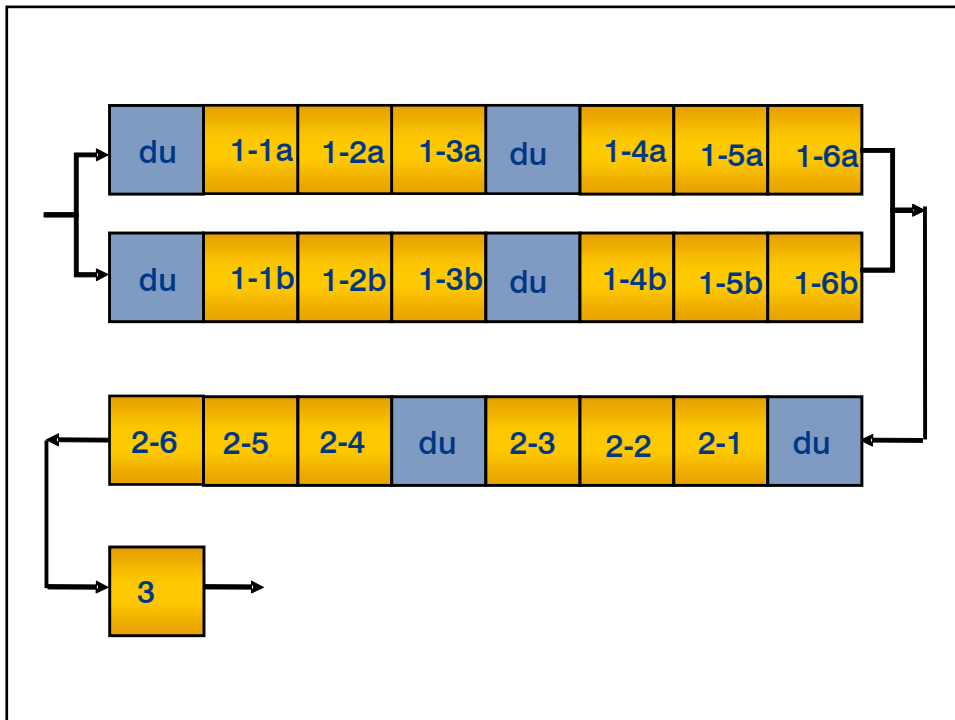 du 1-1a 1-2a 1-3a du 1-4a 1-5a 1-6a
du 1-1b 1-2b 1-3b du 1-4b 1-5b 1-6b
2-6 2-5 2-4 du 2-3 2-2 2-1 du
3